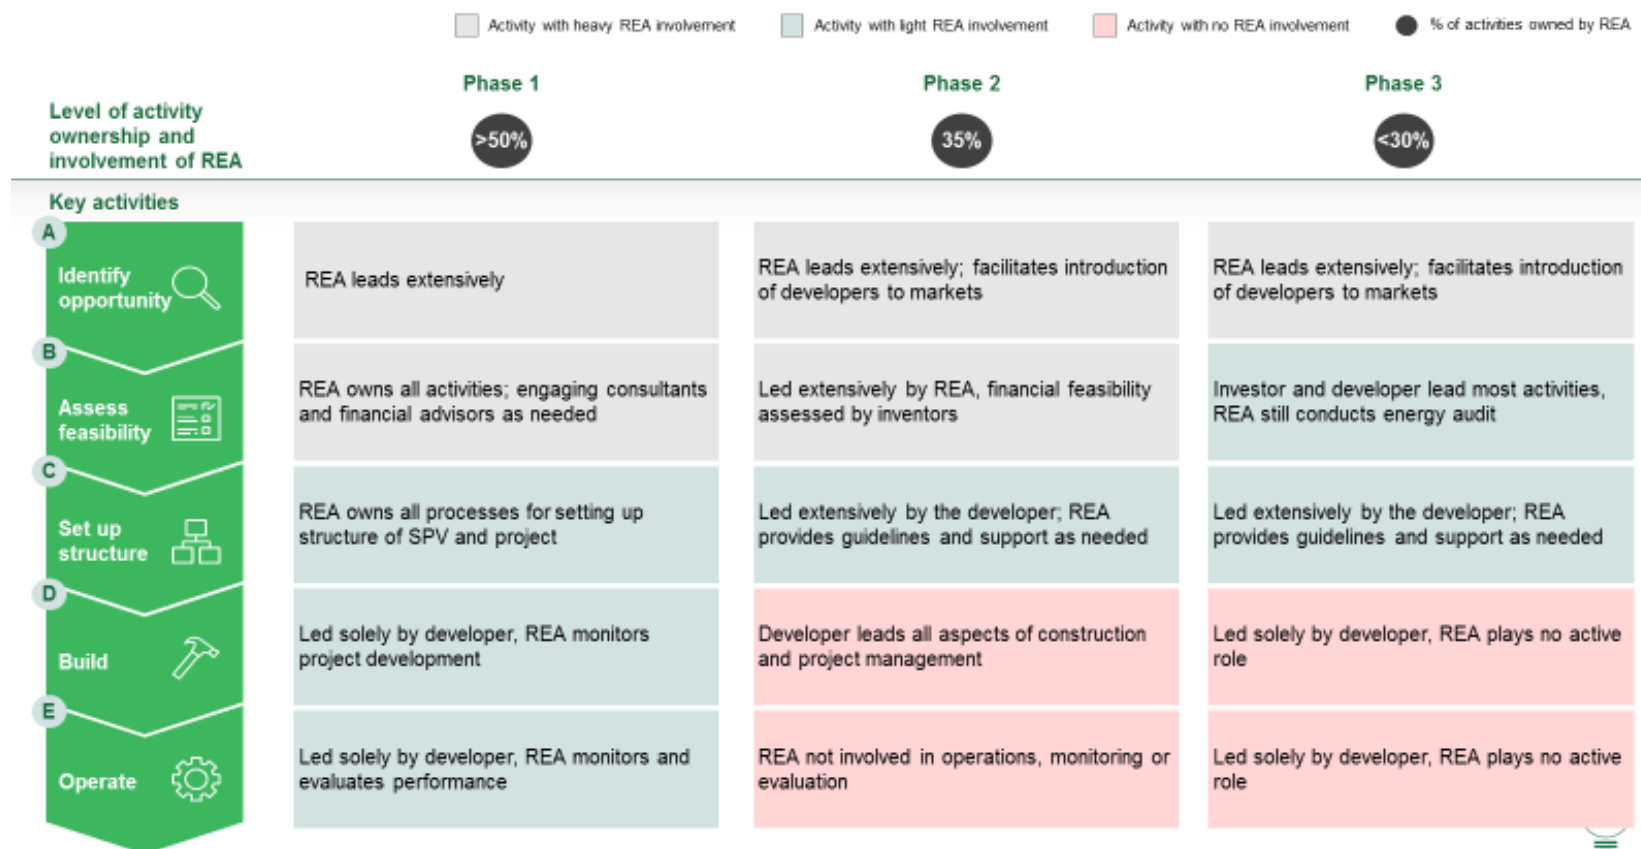 Activity with heavy REA involvement
Activity with light REA involvement
Activity with no REA involvement
% of activities owned by REA
Phase 1
Phase 2
Phase 3
Level of activity
ownership and
involvement of REA
>50%
35%
<30%
Key activities
A
Identify
opportunity
REA leads extensively
REA leads extensively; facilitates introduction
of developers to markets
REA leads extensively; facilitates introduction
of developers to markets
B
Assess
feasibility
REA owns all activities; engaging consultants
and financial advisors as needed
Led extensively by REA, financial feasibility
assessed by inventors
Investor and developer lead most activities,
REA still conducts energy audit
C
Set up
structure
REA owns all processes for setting up
structure of SPV and project
Led extensively by the developer; REA
provides guidelines and support as needed
Led extensively by the developer; REA
provides guidelines and support as needed
D
Build
Led solely by developer, REA monitors
project development
Developer leads all aspects of construction
and project management
Led solely by developer, REA plays no active
role
E
Operate
Led solely by developer, REA monitors and
evaluates performance
REA not involved in operations, monitoring or
evaluation
Led solely by developer, REA plays no active
role